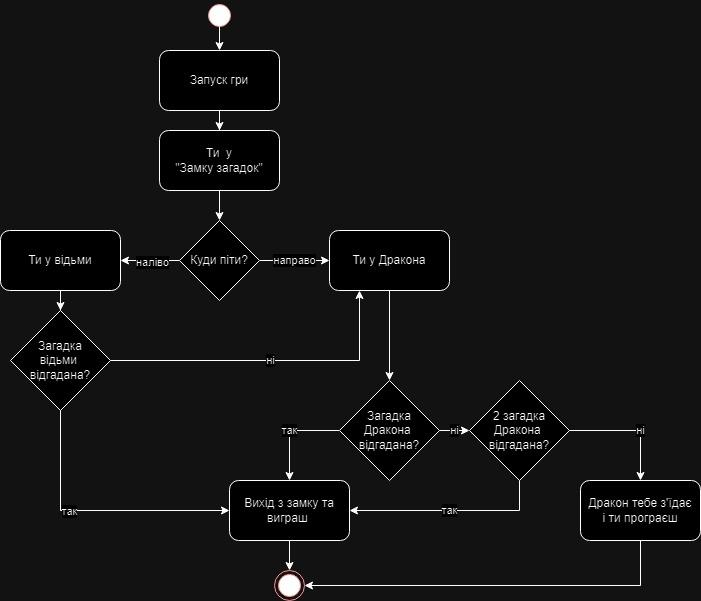 Запуск гри
Ти у
"Замку загадок"
Ти у відьми
наліво
Куди піти?
направо
Ти у Дракона
Загадка
відьми
відгадана?
ні
так
Загадка
Дракона
відгадана?
ні
2 загадка
Дракона
відгадана?
ні
так
Вихід з замку та
виграш
так
Дракон тебе з'їдає
і ти програєш